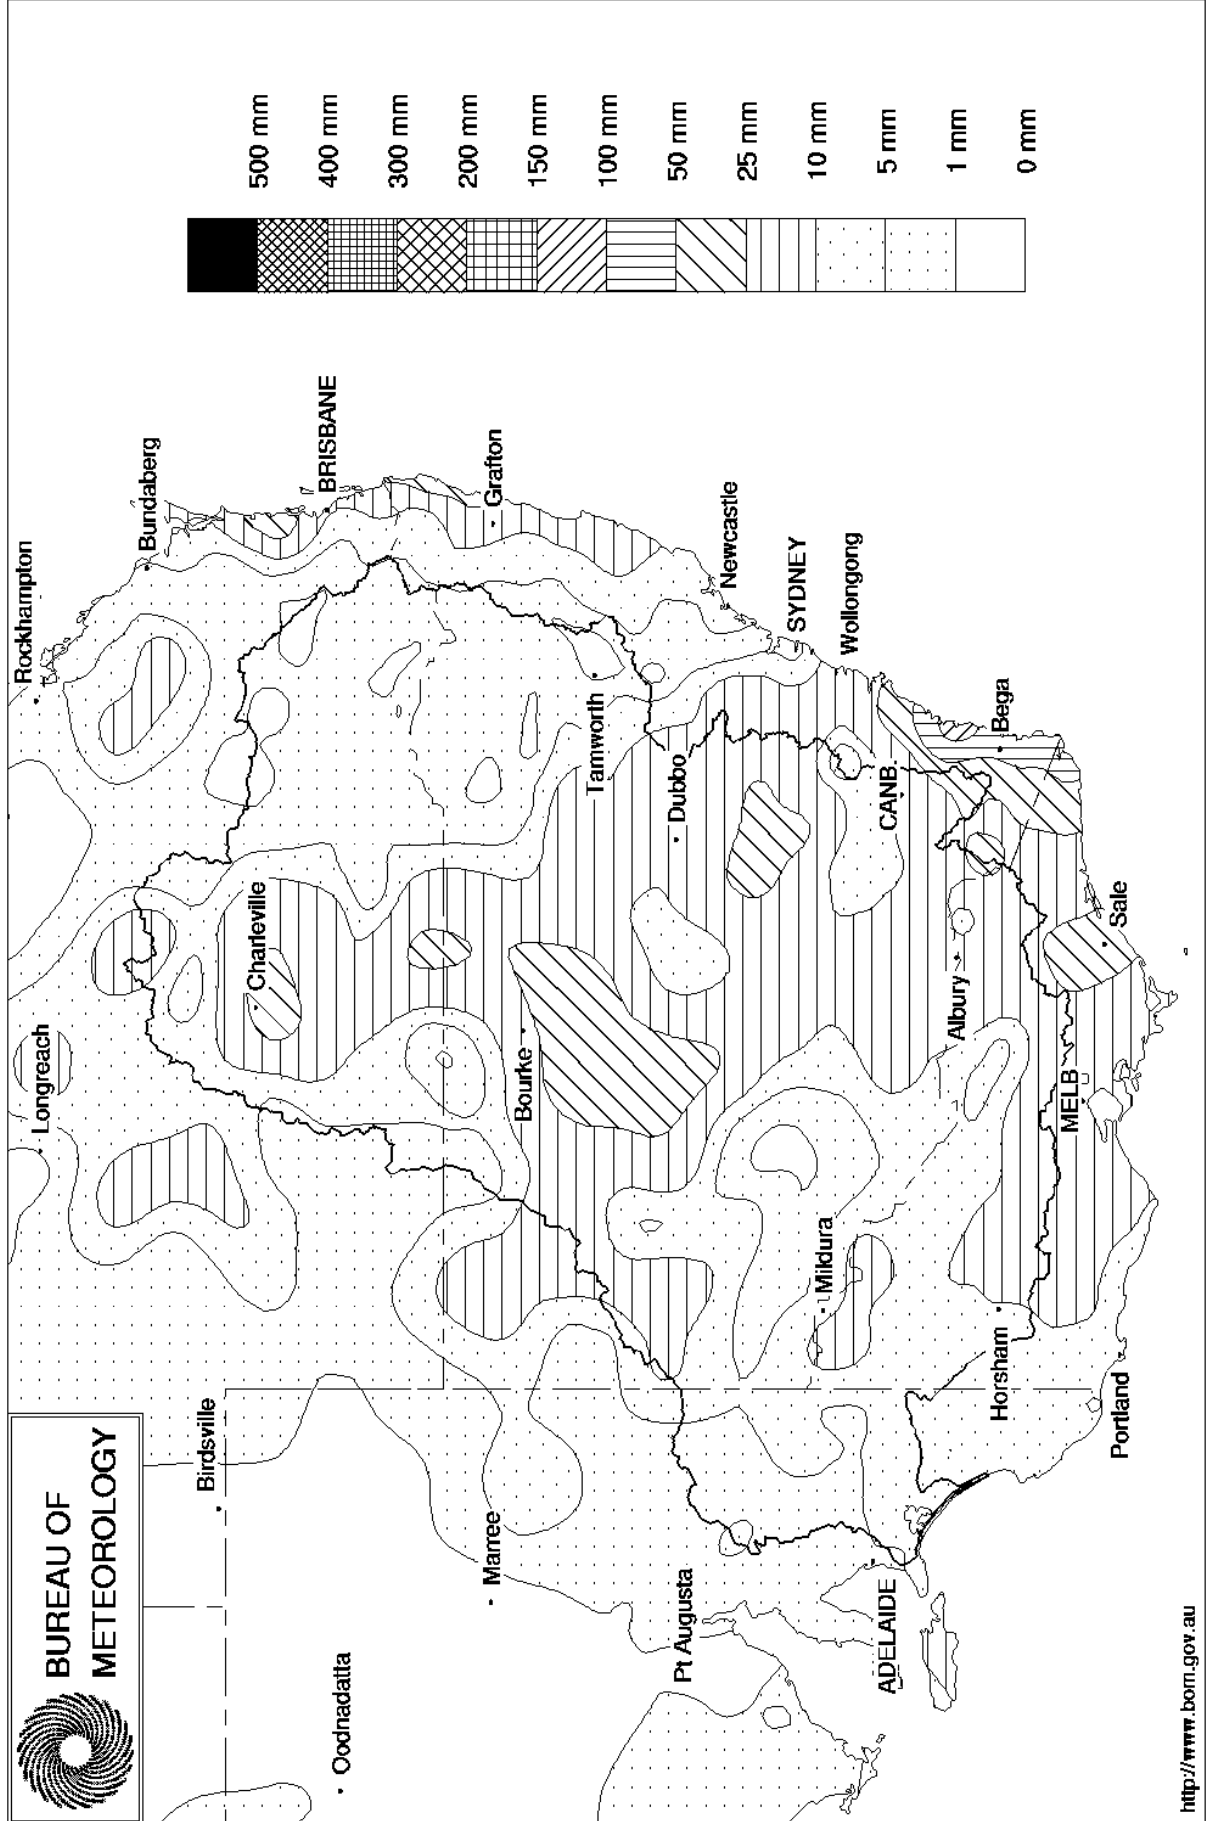 BUREAU OF
METEOROLOGY
Rockhampton
Longreach
Bundaberg
Birdsville
Charleville
BRISBANE
Oodnadatta
Marree
Bourke
Grafton
Tamworth
Pt Augusta
Dubbo
Newcastle
SYDNEY
Mildura
Wollongong
ADELAIDE
CANB.
Albury
Horsham
Bega
MELB
Portland
Sale
500 mm
400 mm
300 mm
200 mm
150 mm
100 mm
50 mm
25 mm
10 mm
5 mm
1 mm
0 mm
http://www.bom.gov.au